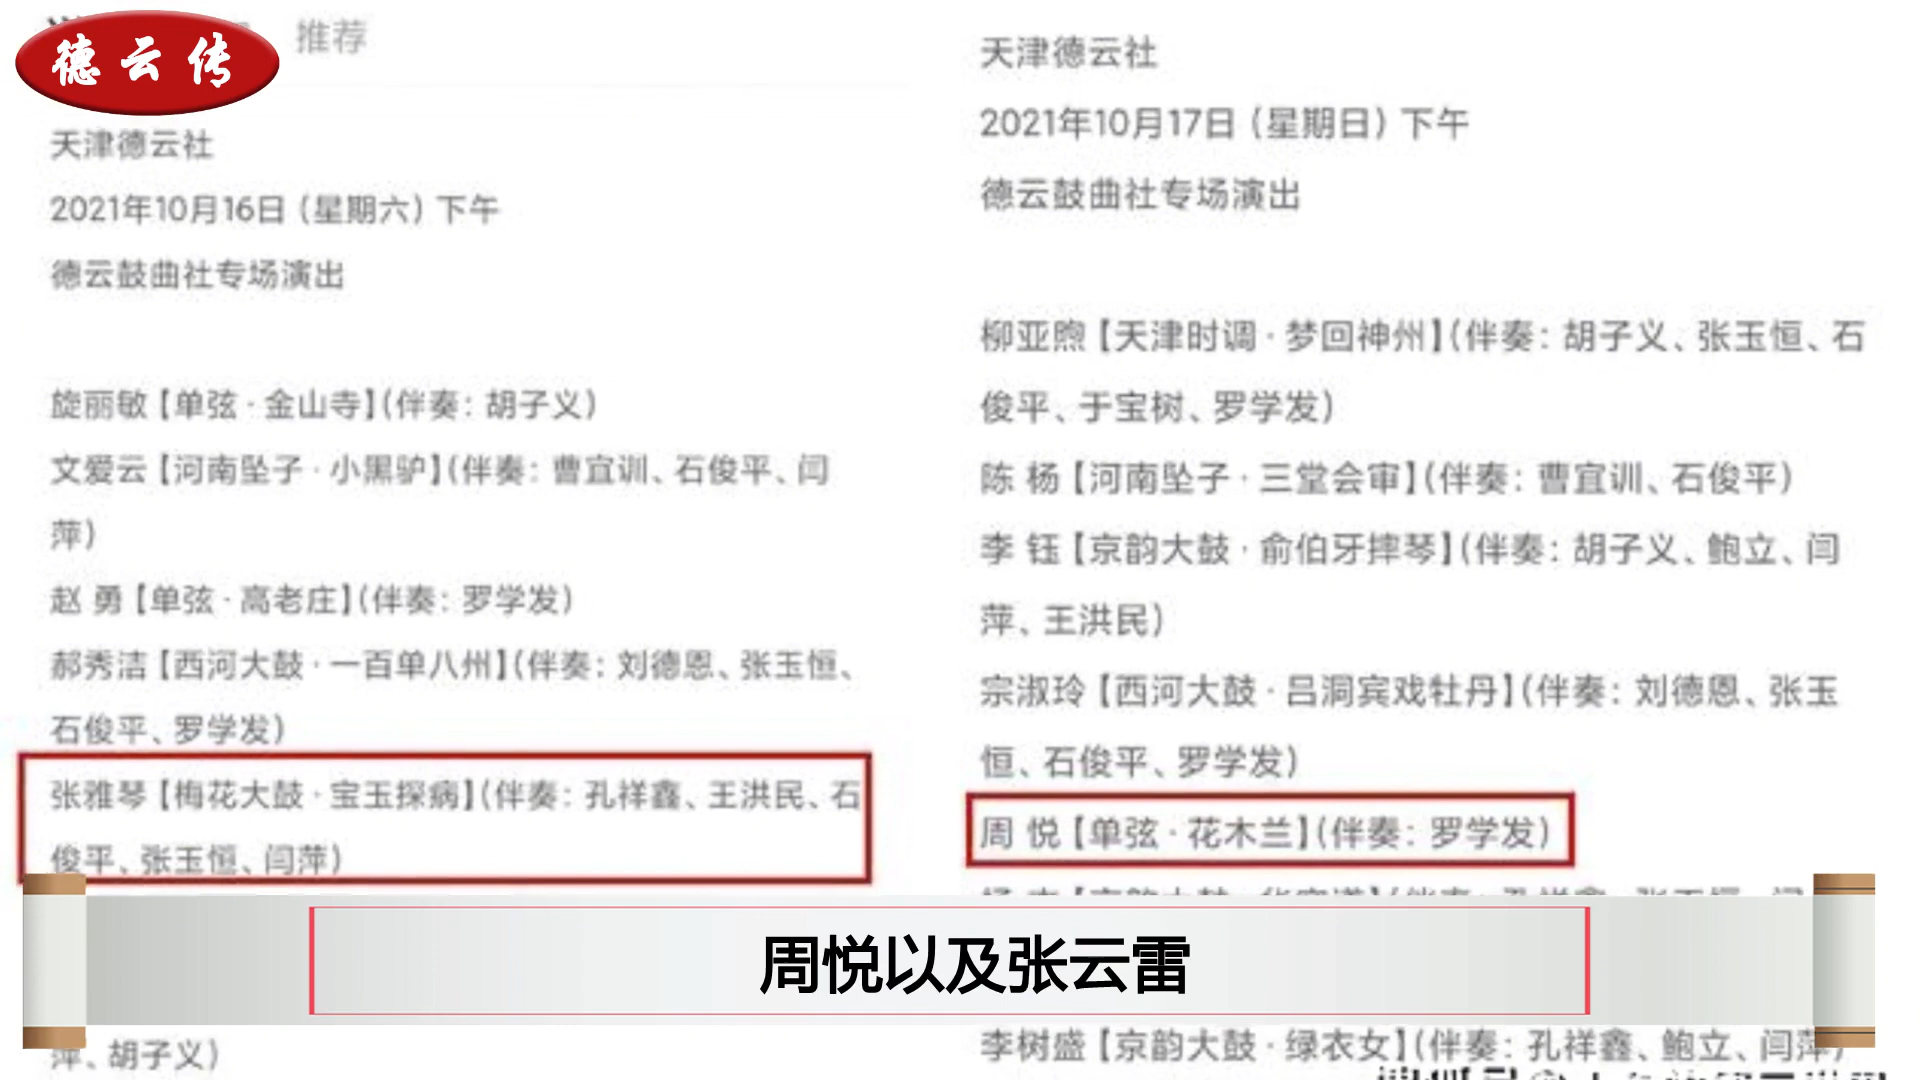 德云传
推荐
天津德云社
2021年10月16日（星期六）下午
德云鼓曲社专场演出
旋丽敏【单弦·金山寺】(伴奏：胡子义）
文爱云【河南坠子·小黑驴】(伴奏：曹宜训、石俊平、闫
萍）
赵 勇【单弦·高老庄】(伴奏：罗学发）
郝秀洁【西河大鼓·一百单八州】(伴奏：刘德恩、张玉恒、
石俊平、罗学发）
张雅琴【梅花大鼓·宝玉探病】(伴奏：孔祥鑫、王洪民、石
俊平、张玉恒、闫萍）
萍、胡子义）
天津德云社
2021年10月17日（星期日）下午
德云鼓曲社专场演出
柳亚煦【天津时调·梦回神州】(伴奏：胡子义、张玉恒、石
俊平、于宝树、罗学发）
陈 杨【河南坠子·三堂会审】(伴奏：曹宜训、石俊平）
李 钰【京韵大鼓·俞伯牙摔琴】(伴奏：胡子义、鲍立、闫
萍、王洪民）
宗淑玲【西河大鼓·吕洞宾戏牡丹】(伴奏：刘德恩、张玉
恒、石俊平、罗学发）
周 悦【单弦·花木兰】(伴奏：罗学发）
李树盛【京韵大鼓·绿衣女】(伴奏：孔祥鑫、鲍立、闫萍）
周悦以及张云雷